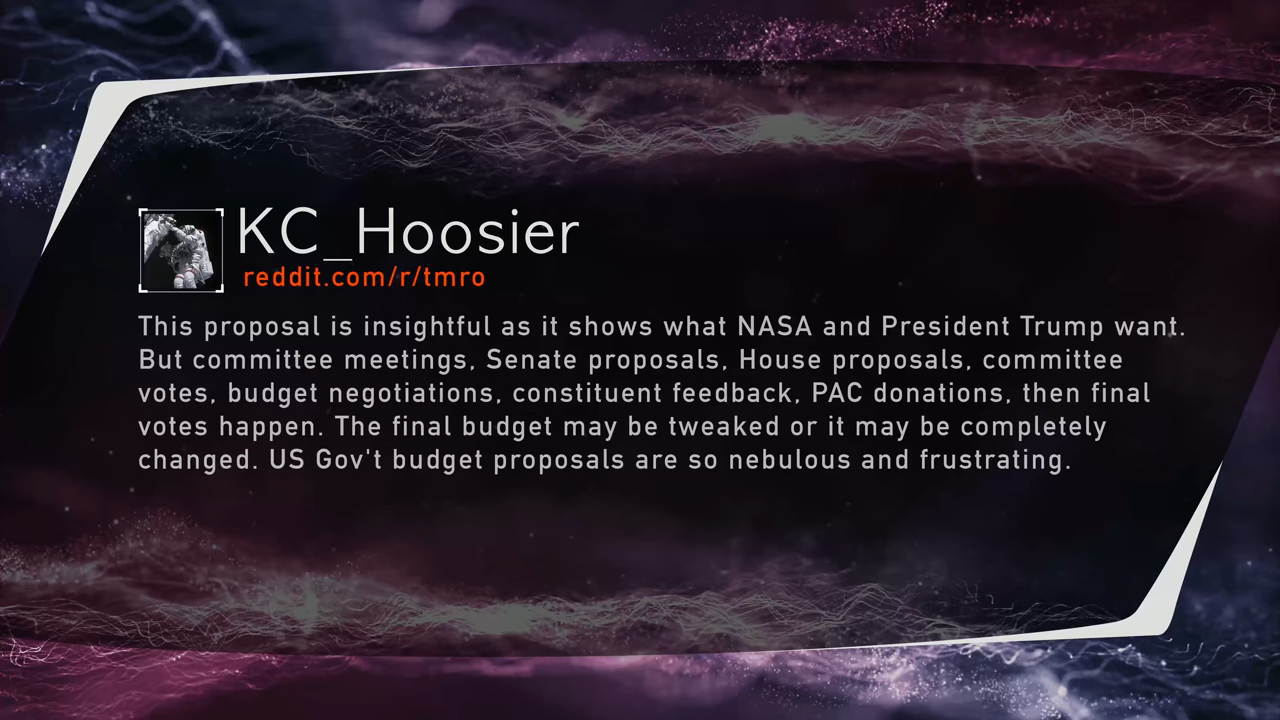 KC_Hoosier
reddit.com/r/tmro
This proposal is insightful as it shows what NASA and President Trump want.
But committee meetings, Senate proposals, House proposals, committee
votes, budget negotiations, constituent feedback, PAC donations, then final
votes happen. The final budget may be tweaked or it may be completely
changed. US Gov't budget proposals are so nebulous and frustrating.